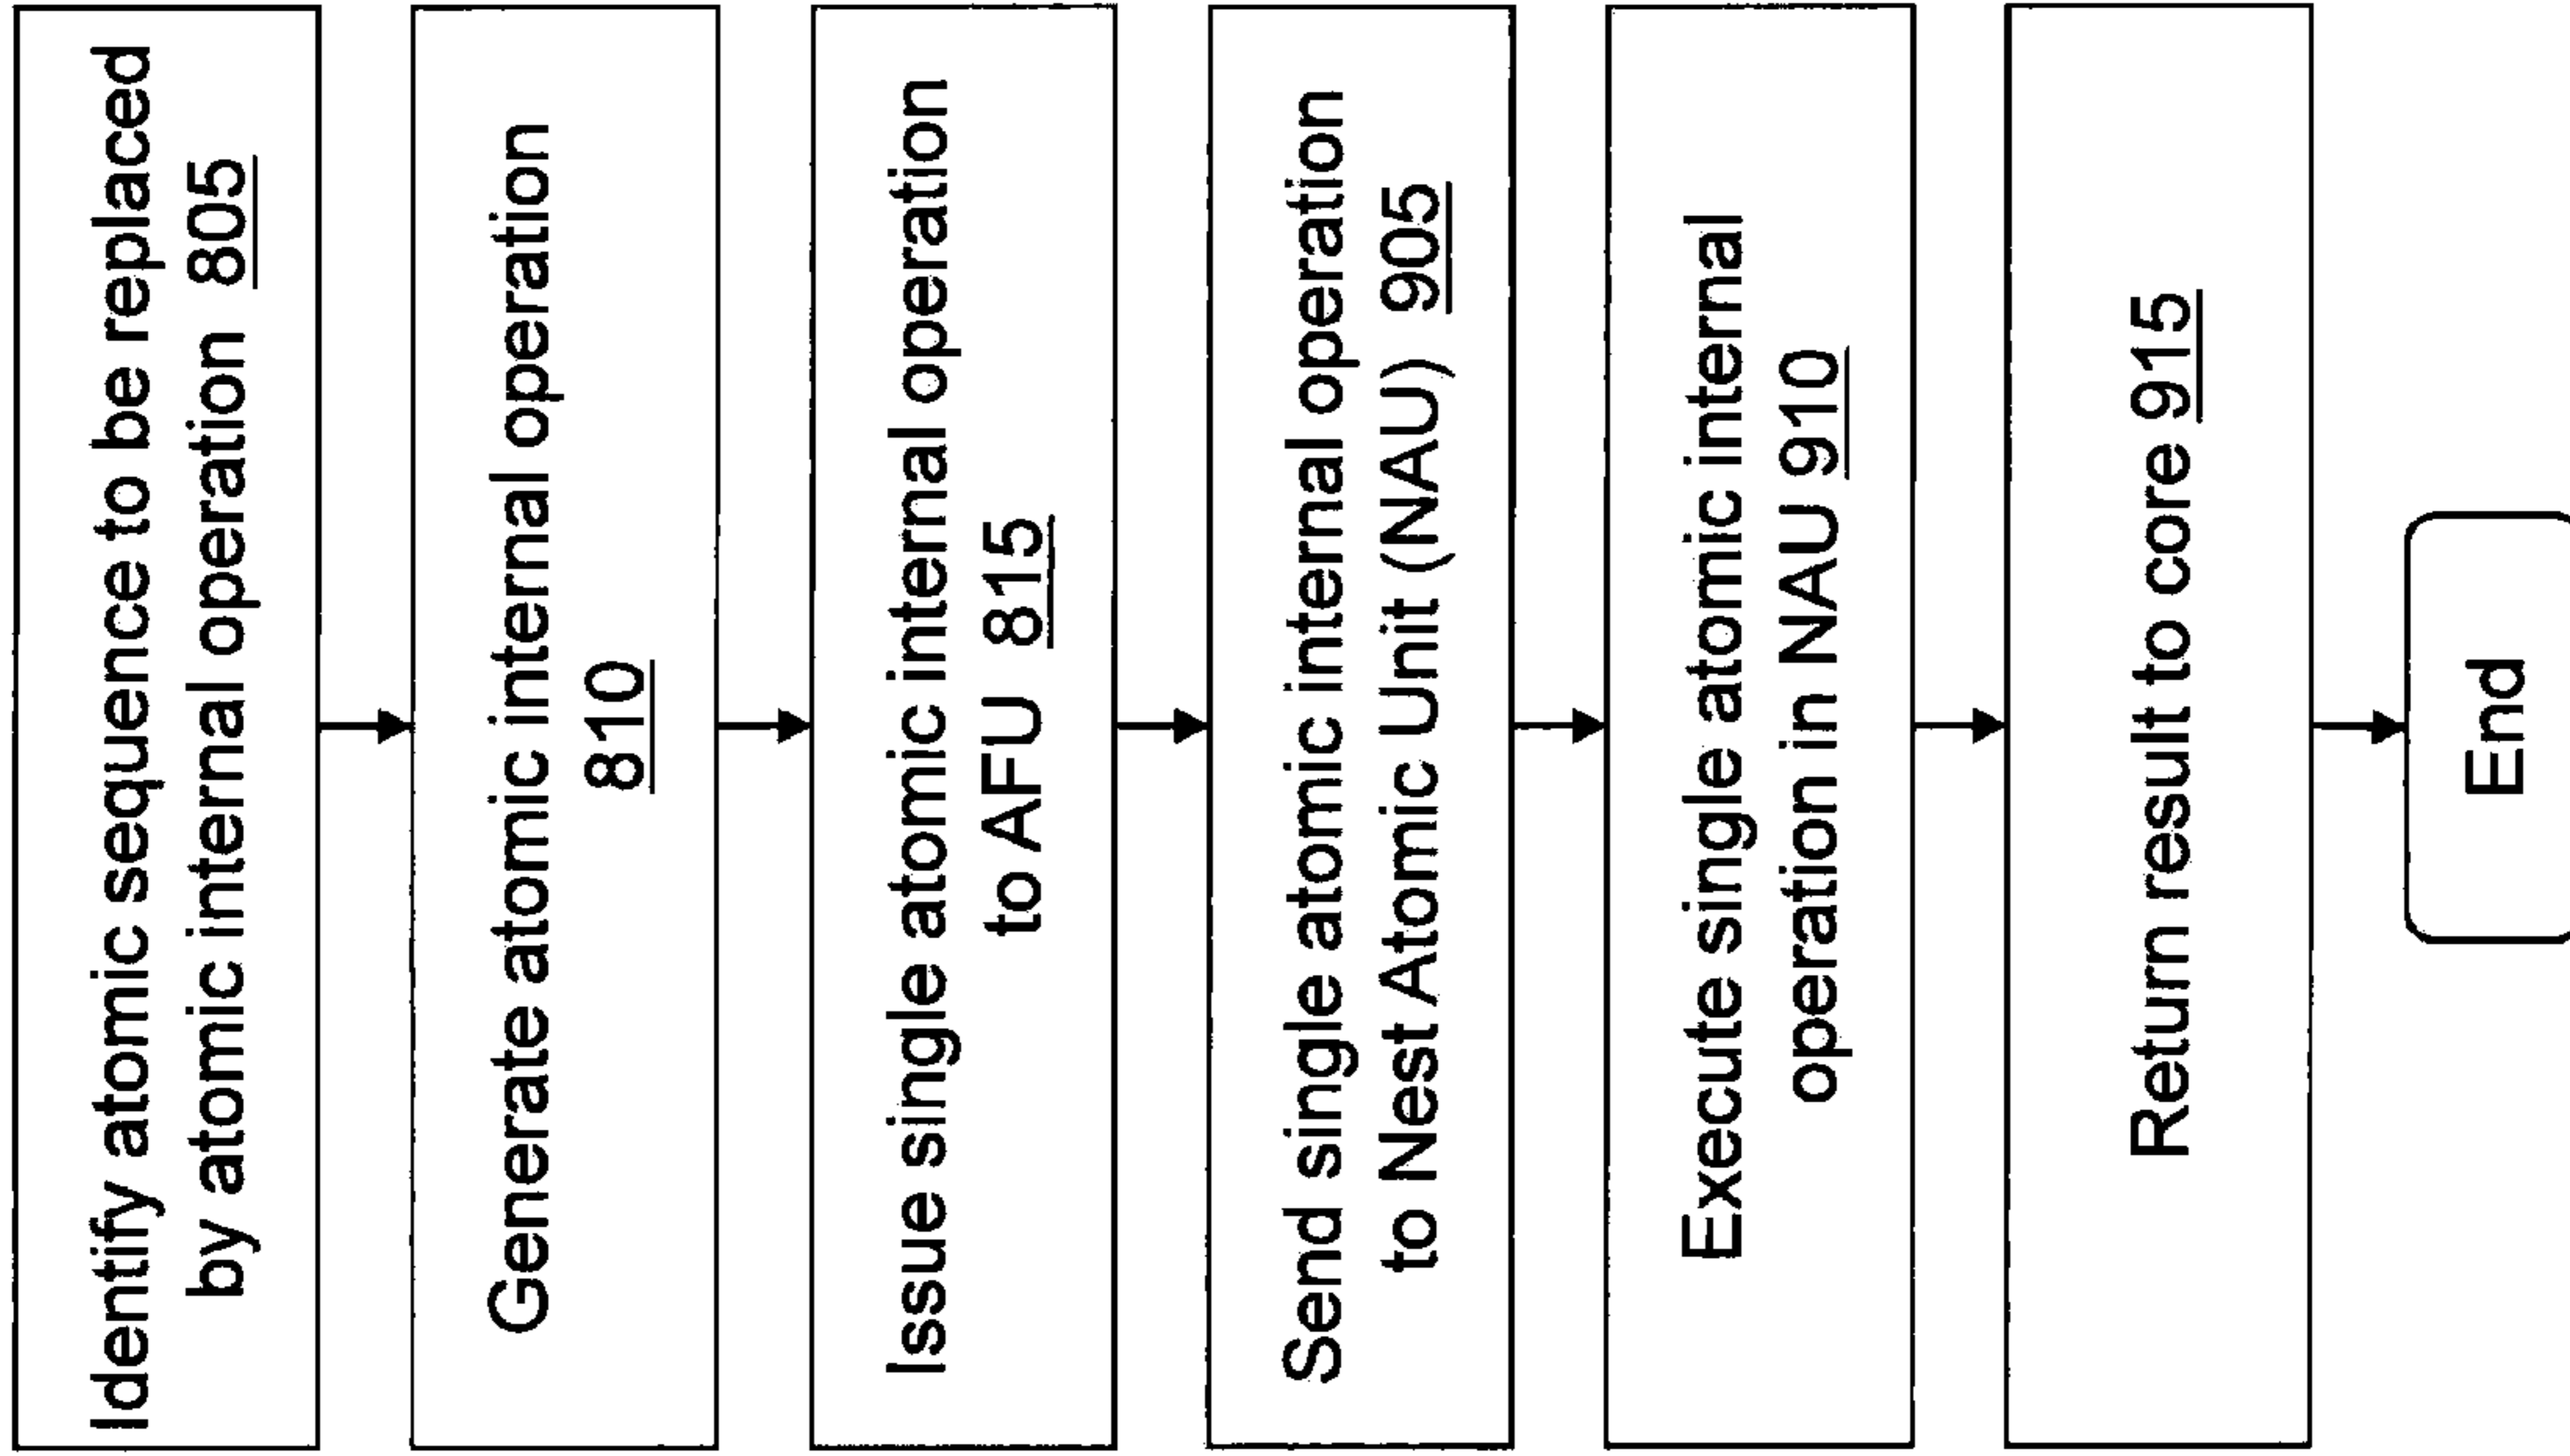 Identify atomic sequence to be replaced
by atomic internal operation 805
Generate atomic internal operation
810
Issue single atomic internal operation
to AFU 815
Send single atomic internal operation
to Nest Atomic Unit (NAU) 905
Execute single atomic internal
operation in NAU 910
Return result to core 915
End